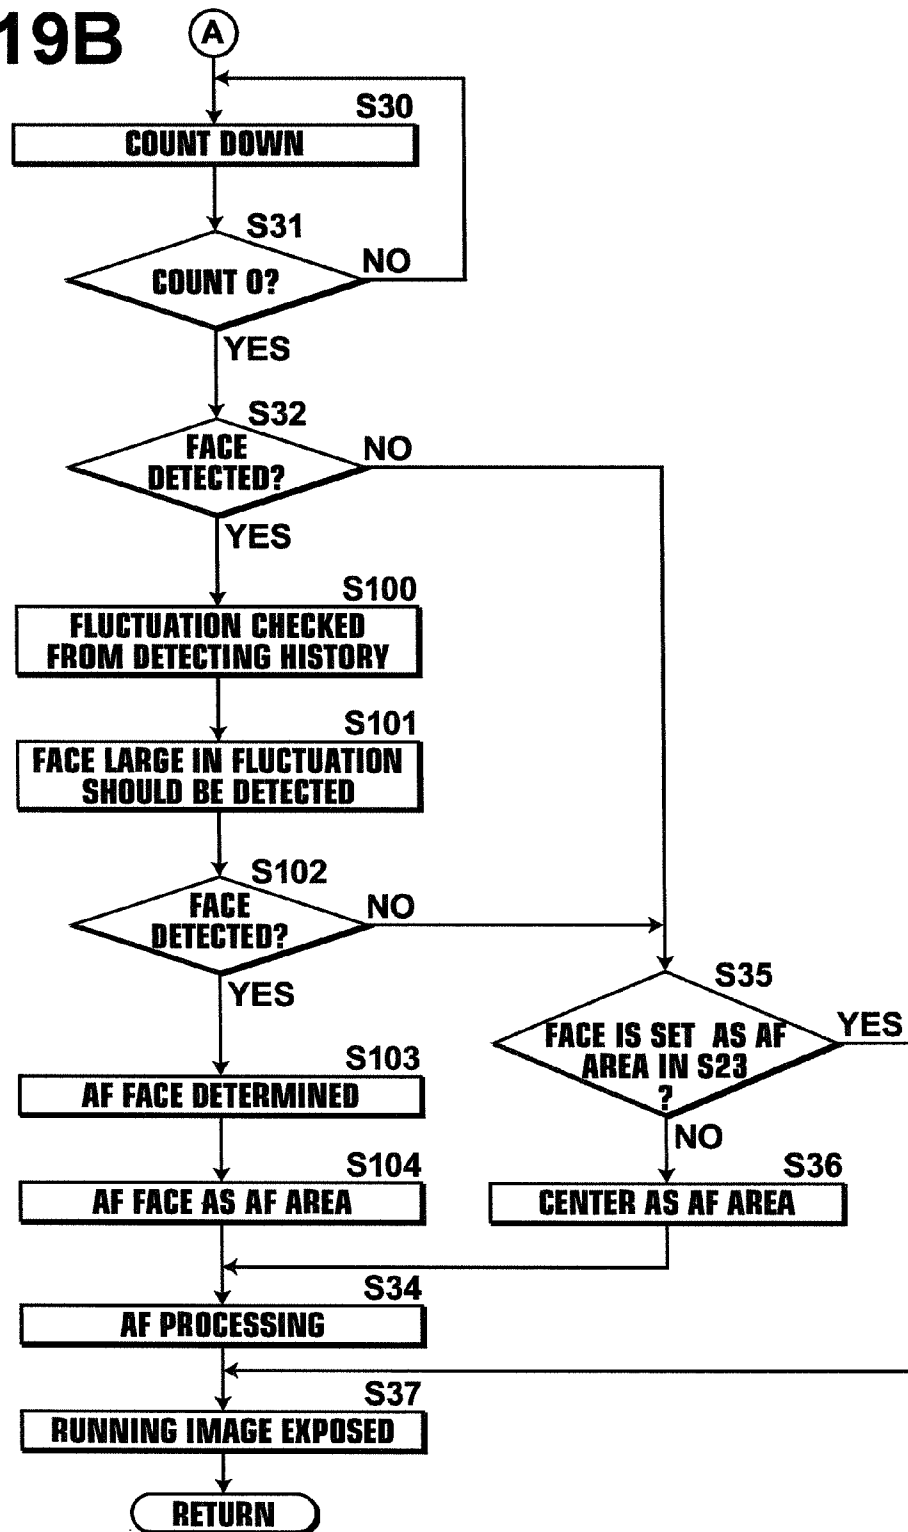 19B
A
S30
COUNT DOWN
S31
COUNT 0?
NO
YES
S32
FACE
DETECTED?
NO
YES
S100
FLUCTUATION CHECKED
FROM DETECTING HISTORY
S101
FACE LARGE IN FLUCTUATION
SHOULD BE DETECTED
S102
FACE
DETECTED?
NO
YES
S35
FACE IS SET AS AF
AREA IN S23
?
YES
NO
S103
AF FACE DETERMINED
S104
AF FACE AS AF AREA
S36
CENTER AS AF AREA
S34
AF PROCESSING
S37
RUNNING IMAGE EXPOSED
RETURN